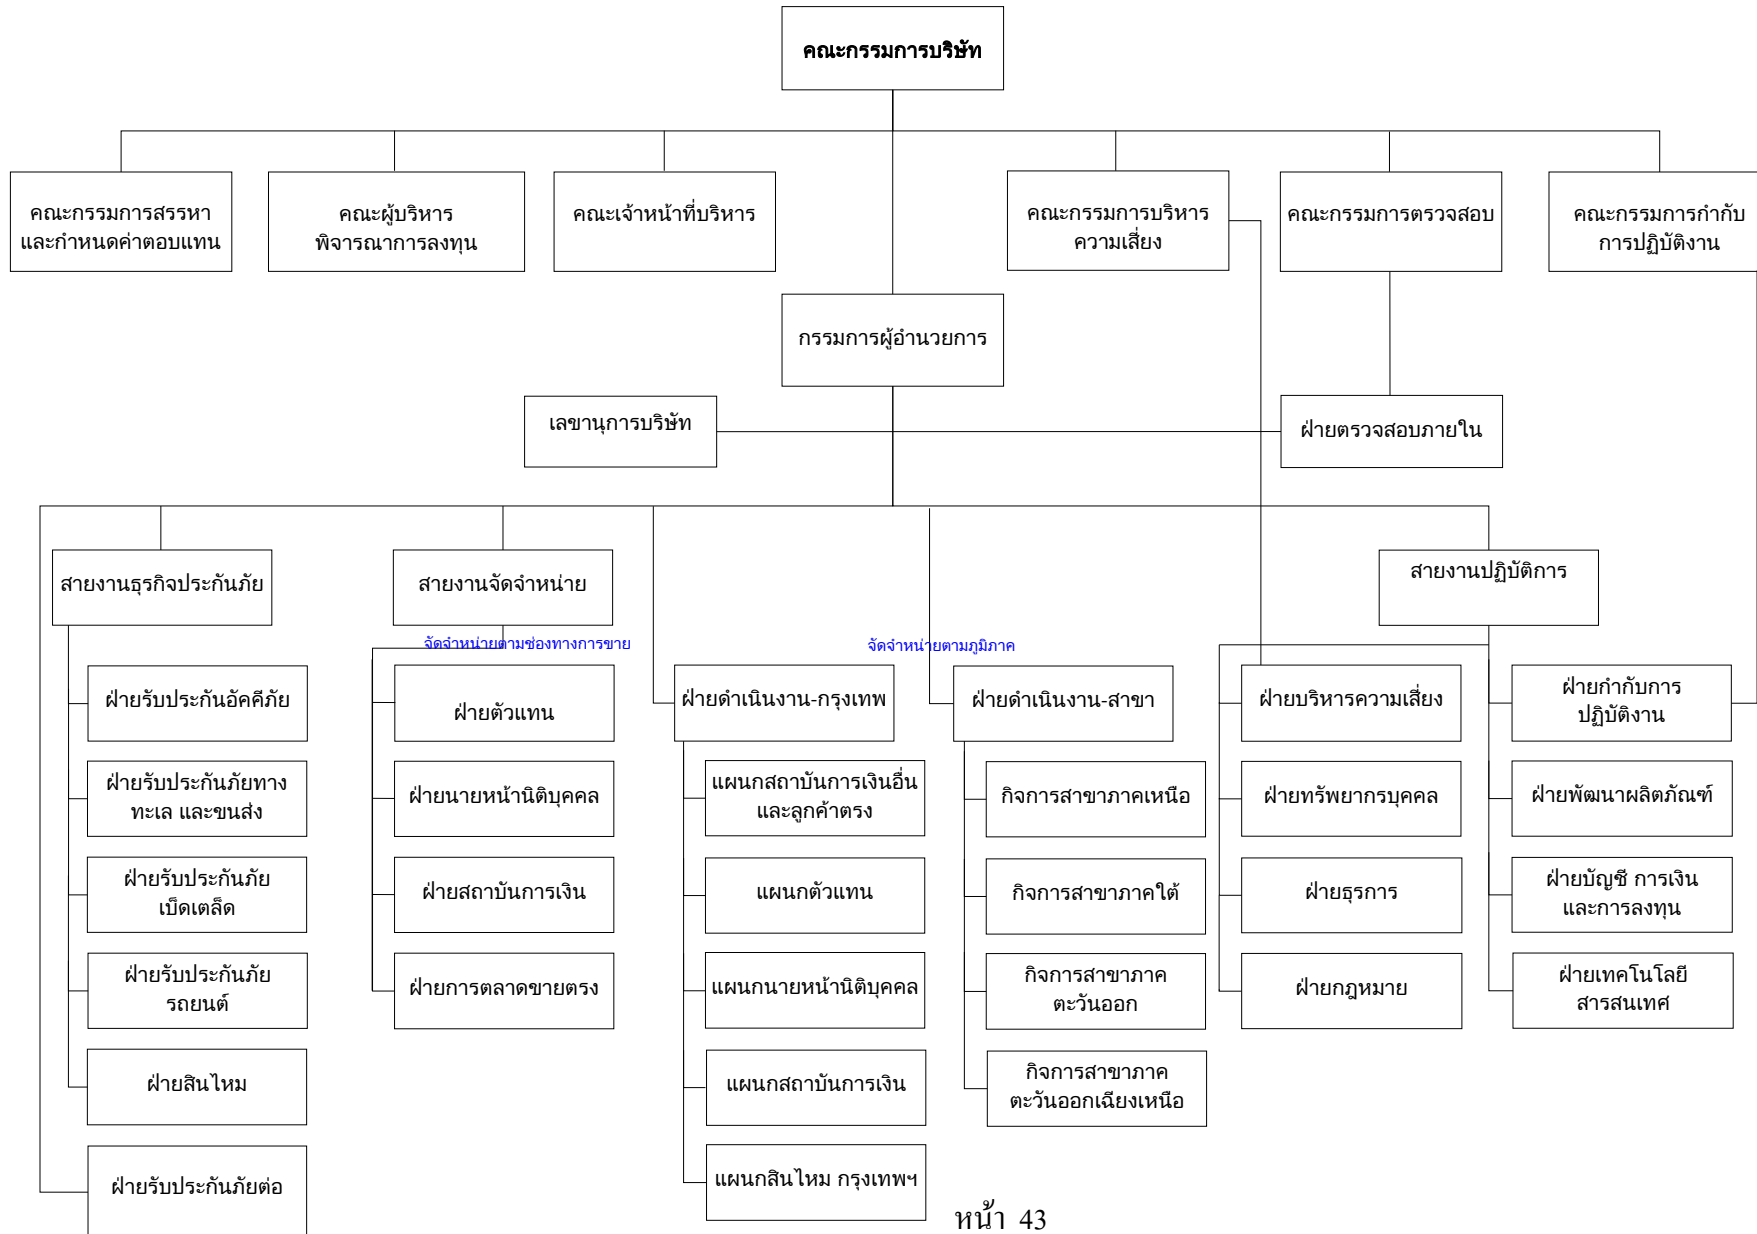 คณะกรรมการบริษัท
คณะกรรมการสรรหา
และกำหนดค่าตอบแทน
คณะผู้บริหาร
พิจารณาการลงทุน
คณะเจ้าหน้าที่บริหาร
คณะกรรมการบริหาร
ความเสี่ยง
คณะกรรมการตรวจสอบ
คณะกรรมการกำกับ
การปฏิบัติงาน
กรรมการผู้อำนวยการ
เลขานุการบริษัท
ฝ่ายตรวจสอบภายใน
สายงานธุรกิจประกันภัย
สายงานจัดจำหน่าย
สายงานปฏิบัติการ
จัดจำหน่ายตามช่องทางการขาย
จัดจำหน่ายตามภูมิภาค
ฝ่ายรับประกันอัคคีภัย
ฝ่ายตัวแทน
ฝ่ายดำเนินงาน-กรุงเทพ
ฝ่ายดำเนินงาน-สาขา
ฝ่ายบริหารความเสี่ยง
ฝ่ายกำกับการ
ปฏิบัติงาน
ฝ่ายรับประกันภัยทาง
ทะเล และขนส่ง
ฝ่ายนายหน้านิติบุคคล
แผนกสถาบันการเงินอื่น
และลูกค้าตรง
กิจการสาขาภาคเหนือ
ฝ่ายทรัพยากรบุคคล
ฝ่ายพัฒนาผลิตภัณฑ์
ฝ่ายรับประกันภัย
เบ็ดเตล็ด
ฝ่ายสถาบันการเงิน
แผนกตัวแทน
กิจการสาขาภาคใต้
ฝ่ายธุรการ
ฝ่ายบัญชี การเงิน
และการลงทุน
ฝ่ายรับประกันภัย
รถยนต์
ฝ่ายการตลาดขายตรง
แผนกนายหน้านิติบุคคล
กิจการสาขาภาค
ตะวันออก
ฝ่ายกฎหมาย
ฝ่ายเทคโนโลยี
สารสนเทศ
ฝ่ายสินไหม
แผนกสถาบันการเงิน
กิจการสาขาภาค
ตะวันออกเฉียงเหนือ
ฝ่ายรับประกันภัยต่อ
แผนกสินไหม กรุงเทพฯ
หน้า 43